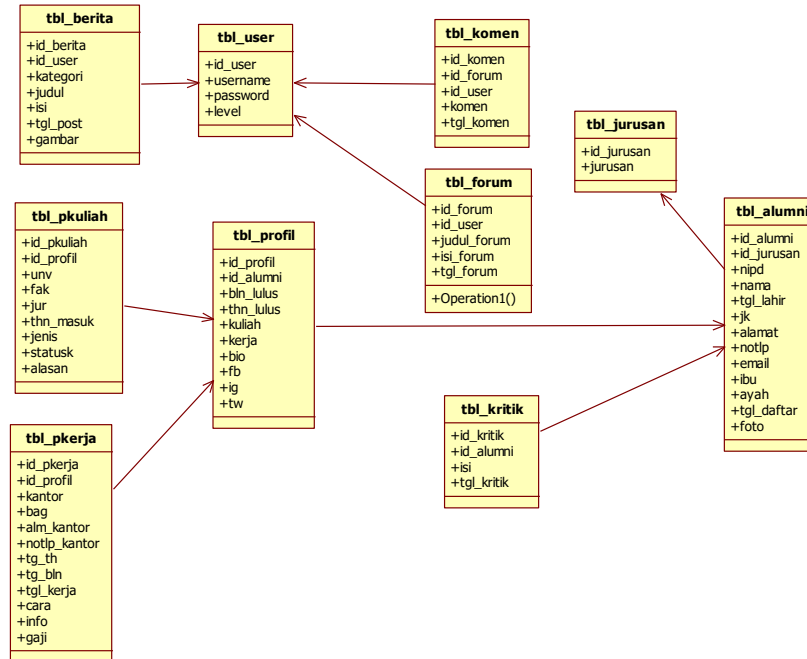 tbl_berita
+id_berita
+id_user
+kategori
+judul
+isi
+tgl_post
+gambar
tbl_user
+id_user
+username
+password
+level
tbl_komen
+id_komen
+id_forum
+id_user
+komen
+tgl_komen
tbl_jurusan
+id_jurusan
+jurusan
tbl_forum
+id_forum
+id_user
+judul_forum
+isi_forum
+tgl_forum
+Operation1()
tbl_alumni
+id_alumni
+id_jurusan
+nipd
+nama
+tgl_lahir
+jk
+alamat
+notlp
+email
+ibu
+ayah
+tgl_daftar
+foto
tbl_pkuliah
+id_pkuliah
+id_profil
+unv
+fak
+jur
+thn_masuk
+jenis
+statusk
+alasan
tbl_profil
+id_profil
+id_alumni
+bln_lulus
+thn_lulus
+kuliah
+kerja
+bio
+fb
+ig
+tw
tbl_kritik
+id_kritik
+id_alumni
+isi
+tgl_kritik
tbl_pkerja
+id_pkerja
+id_profil
+kantor
+bag
+alm_kantor
+notlp_kantor
+tg_th
+tg_bln
+tgl_kerja
+cara
+info
+gaji